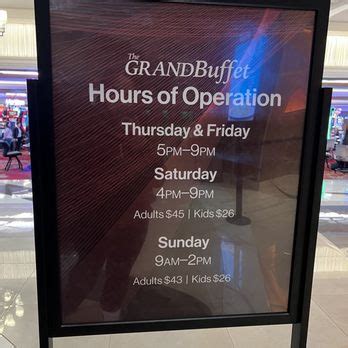 The
GRANDBuffet
Hours of Operation
Thursday & Friday
5PM–9PM
Saturday
4PM–9PM
Adults $45 | Kids $26
Sunday
9AM–2PM
Adults $43 | Kids $26